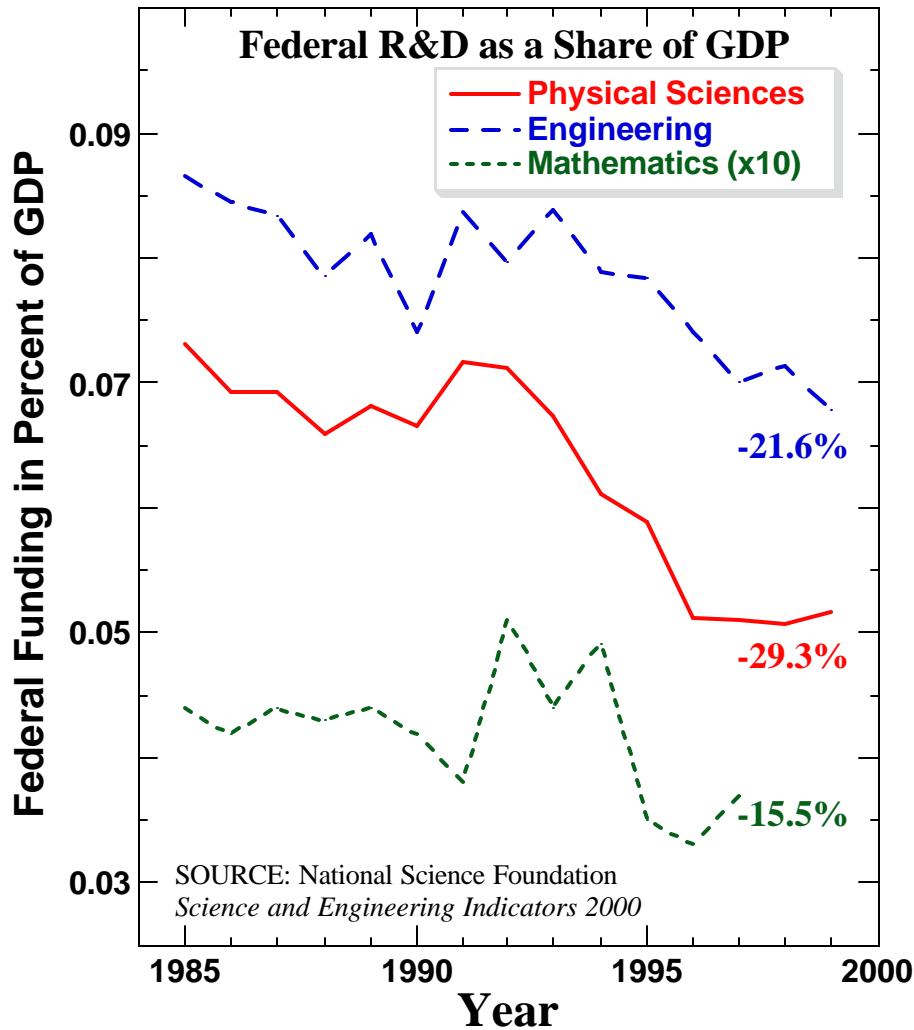 Federal R&D as a Share of GDP
Physical Sciences
Engineering
Mathematics (x10)
Federal Funding in Percent of GDP
0.09
0.07
0.05
0.03
-21.6%
-29.3%
-15.5%
SOURCE: National Science Foundation
Science and Engineering Indicators 2000
1985
1990
1995
2000
Year